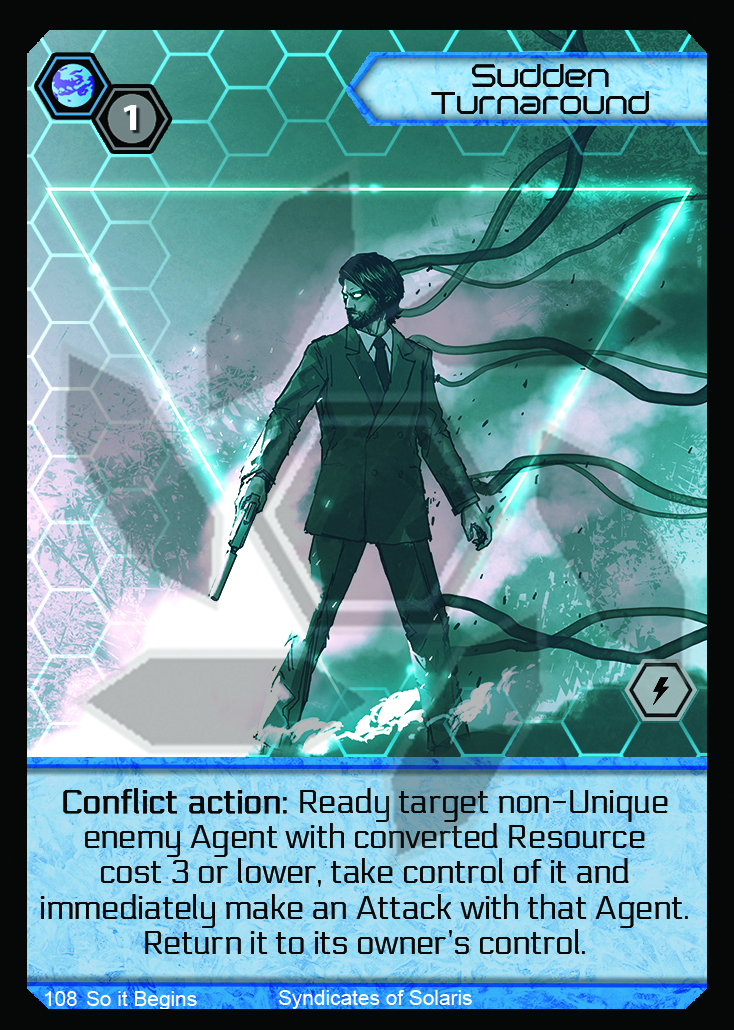 Sudden
Turnaround
1
Conflict action: Ready target non-Unique
enemy Agent with converted Resource
cost 3 or lower, take control of it and
immediately make an Attack with that Agent.
Return it to its owner's control.
108 So it Begins
Syndicates of Solaris